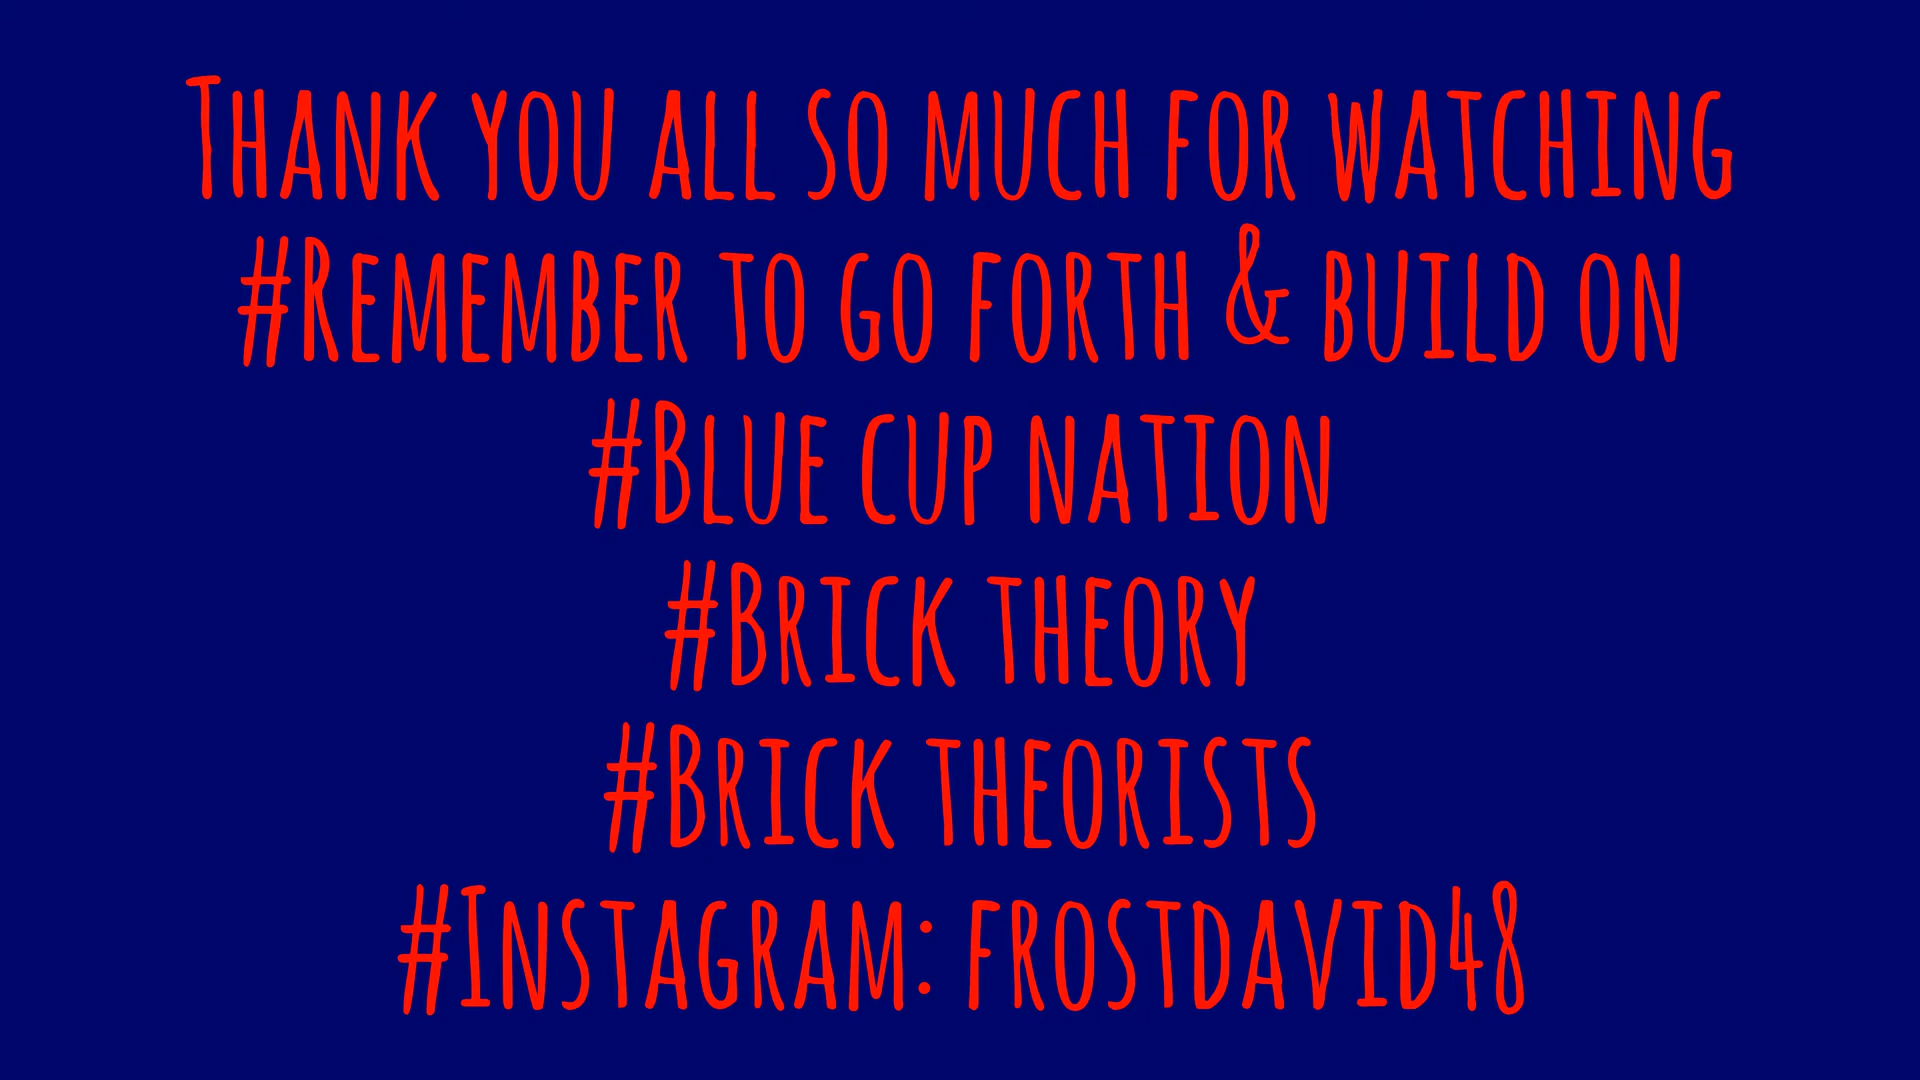 Thank you all so much for watching
#Remember to go forth & build on
#Blue cup nation
#Brick theory
#Brick theorists
#Instagram: frostdavid48